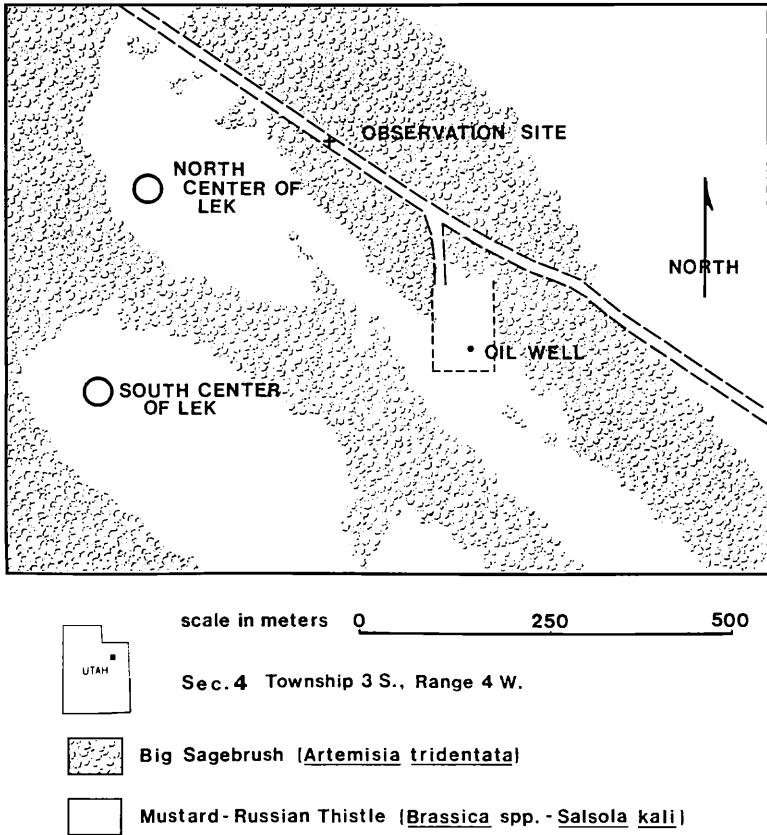 OBSERVATION SITE
NORTH
CENTER OF
LEK
NORTH
OIL WELL
SOUTH CENTER
OF LEK
scale in meters 0 250 500
UTAH
Sec. 4 Township 3 S., Range 4 W.
Big Sagebrush (Artemisia tridentata)
Mustard-Russian Thistle (Brassica spp. - Salsola kali)